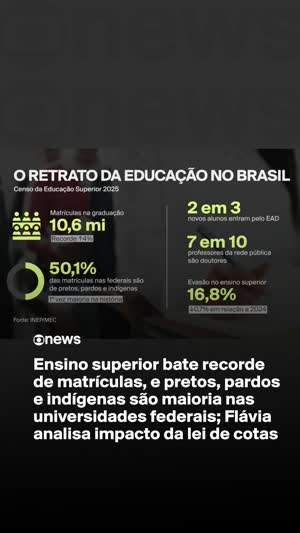 news
news
O RETRATO DA EDUCAÇÃO NO BRASIL
Censo da Educação Superior 2025
Matrículas na graduação
10,6 mi
Recorde ↑4%
50,1%
das matrículas nas federais são
de pretos, pardos e indígenas
1ª vez maioria na história
2 em 3
novos alunos entram pelo EAD
7 em 10
professores da rede pública
são doutores
Evasão no ensino superior
16,8%
↓0,7% em relação a 2024
Fonte: INEP/MEC
news
Ensino superior bate recorde
de matrículas, e pretos, pardos
e indígenas são maioria nas
universidades federais; Flávia
analisa impacto da lei de cotas